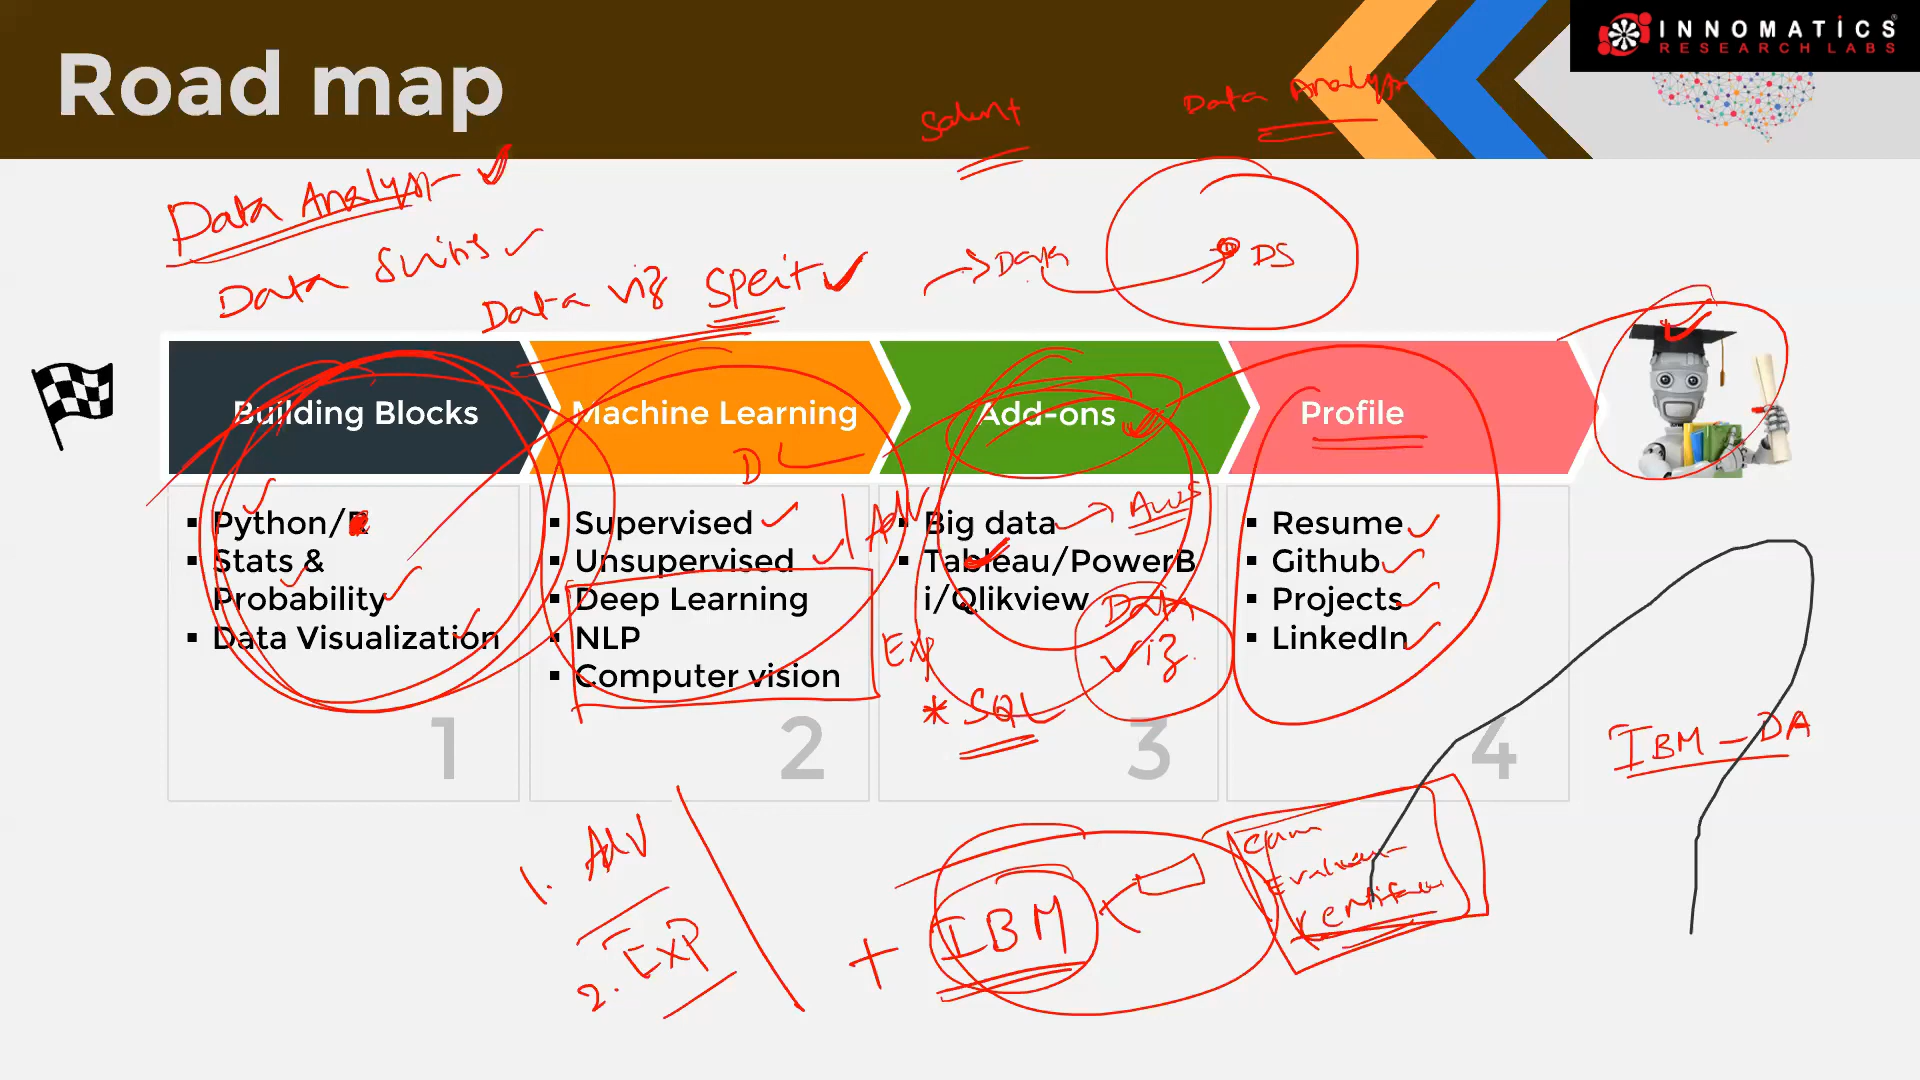 INNOMATICS
RESEARCH LABS
Road map
Data Analyst
Data Analyst
Data
Data viz
Data
DS
Building Blocks
Machine Learning
Add-ons
Profile
D L
Python/R
Stats &
Probability
Data Visualization
1
Supervised
Unsupervised
Deep Learning
NLP
Computer vision
2
Adv
Big data
AWS
Tableau/PowerB
i/Qlikview
Data
viz.
Exp
* SQL
3
Resume
Github
Projects
LinkedIn
4
IBM - DA
1. Adv
2. Exp
+ IBM